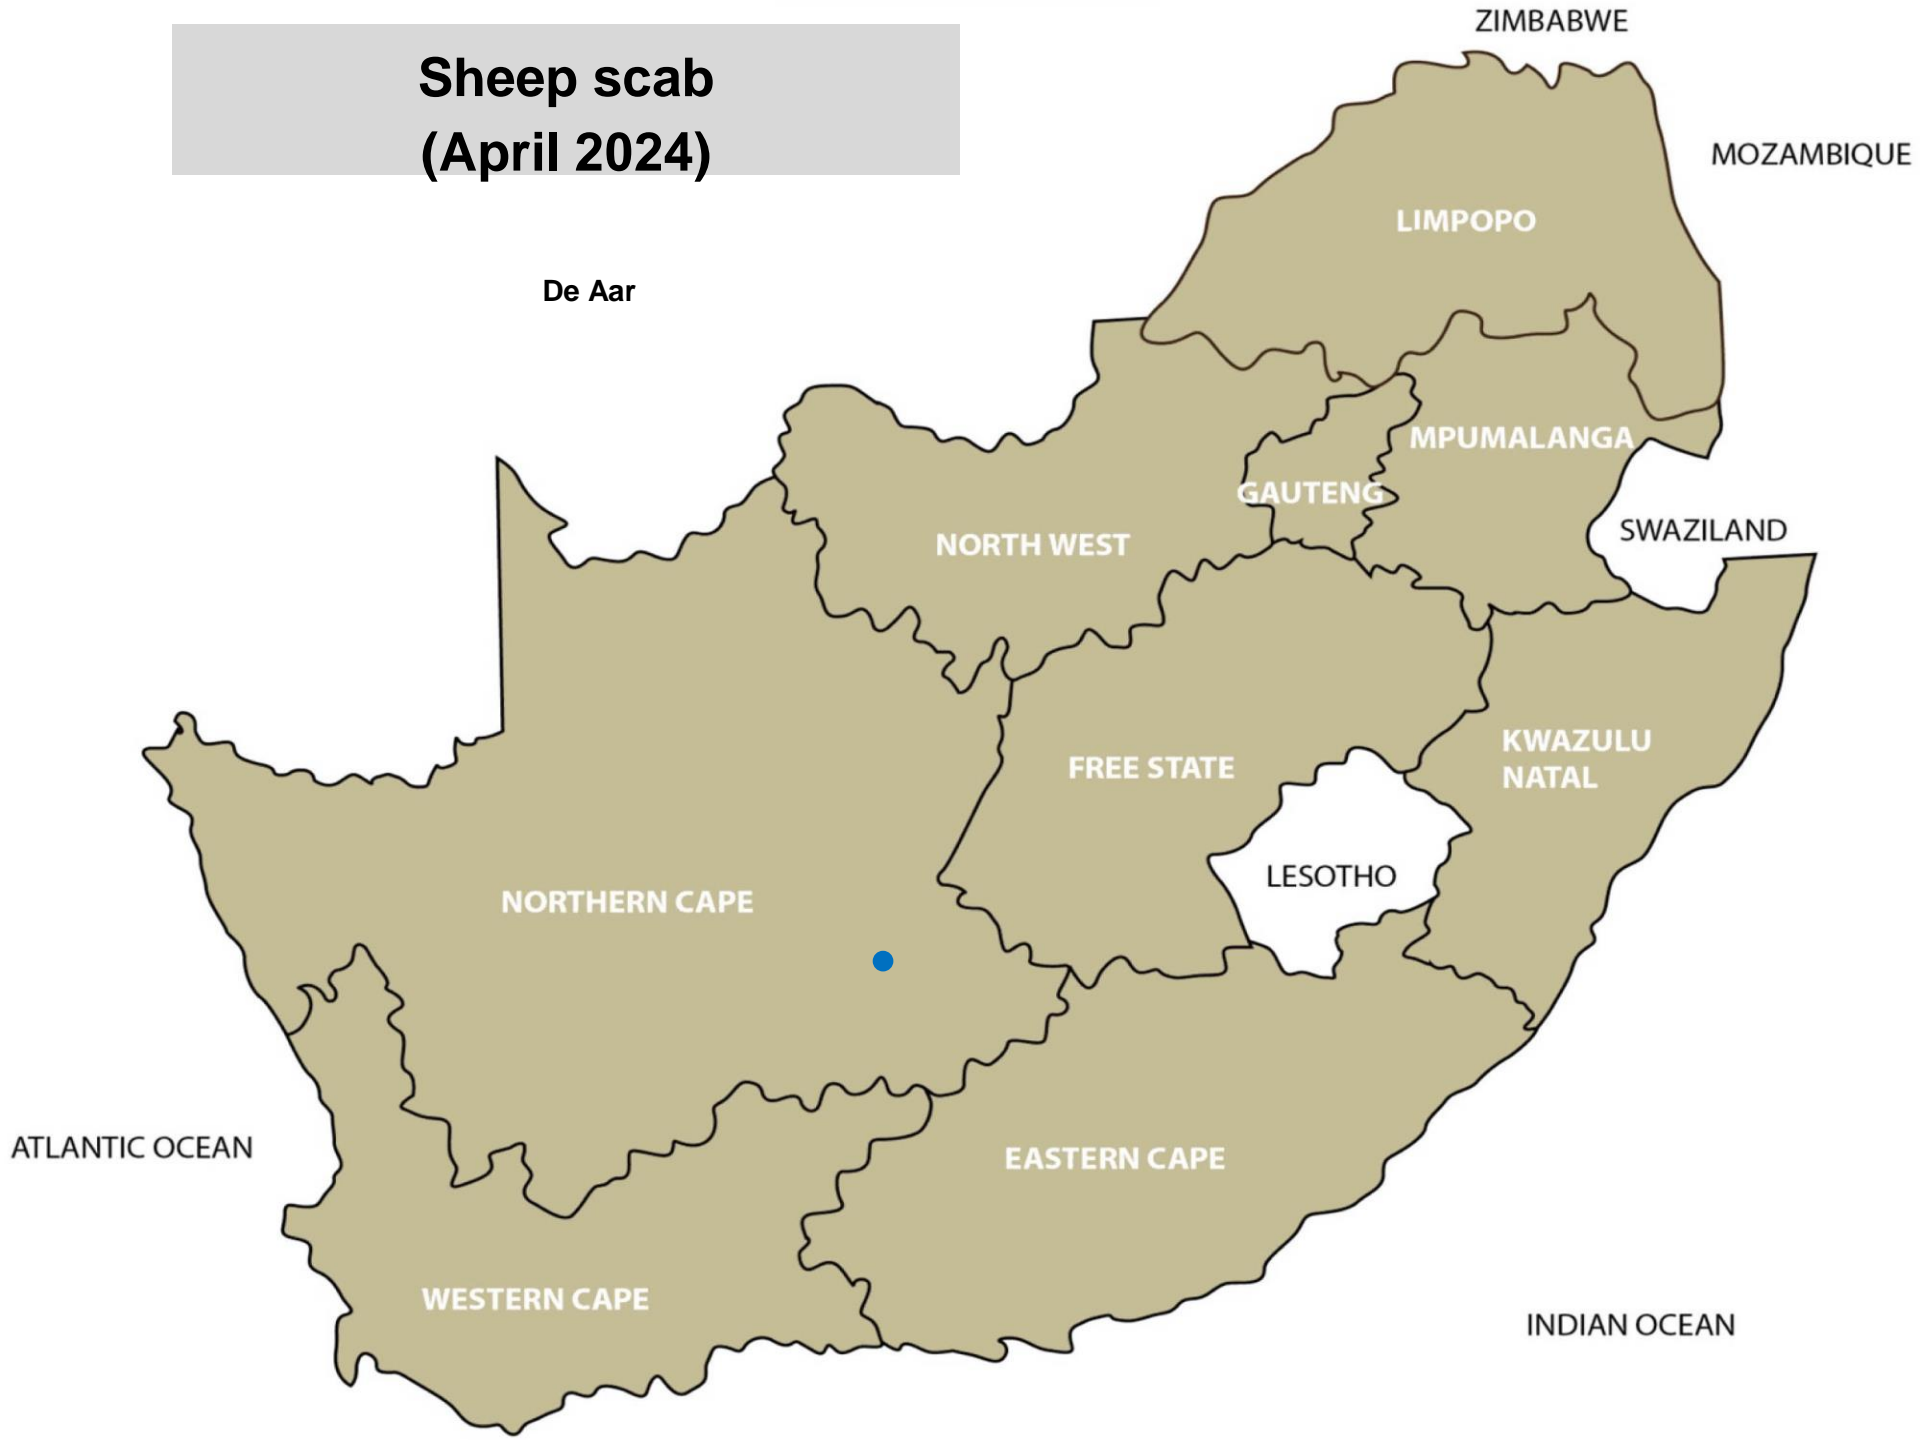 Sheep scab
(April 2024)
ZIMBABWE
MOZAMBIQUE
LIMPOPO
De Aar
MPUMALANGA
GAUTENG
SWAZILAND
NORTH WEST
KWAZULU
NATAL
FREE STATE
LESOTHO
NORTHERN CAPE
ATLANTIC OCEAN
EASTERN CAPE
WESTERN CAPE
INDIAN OCEAN